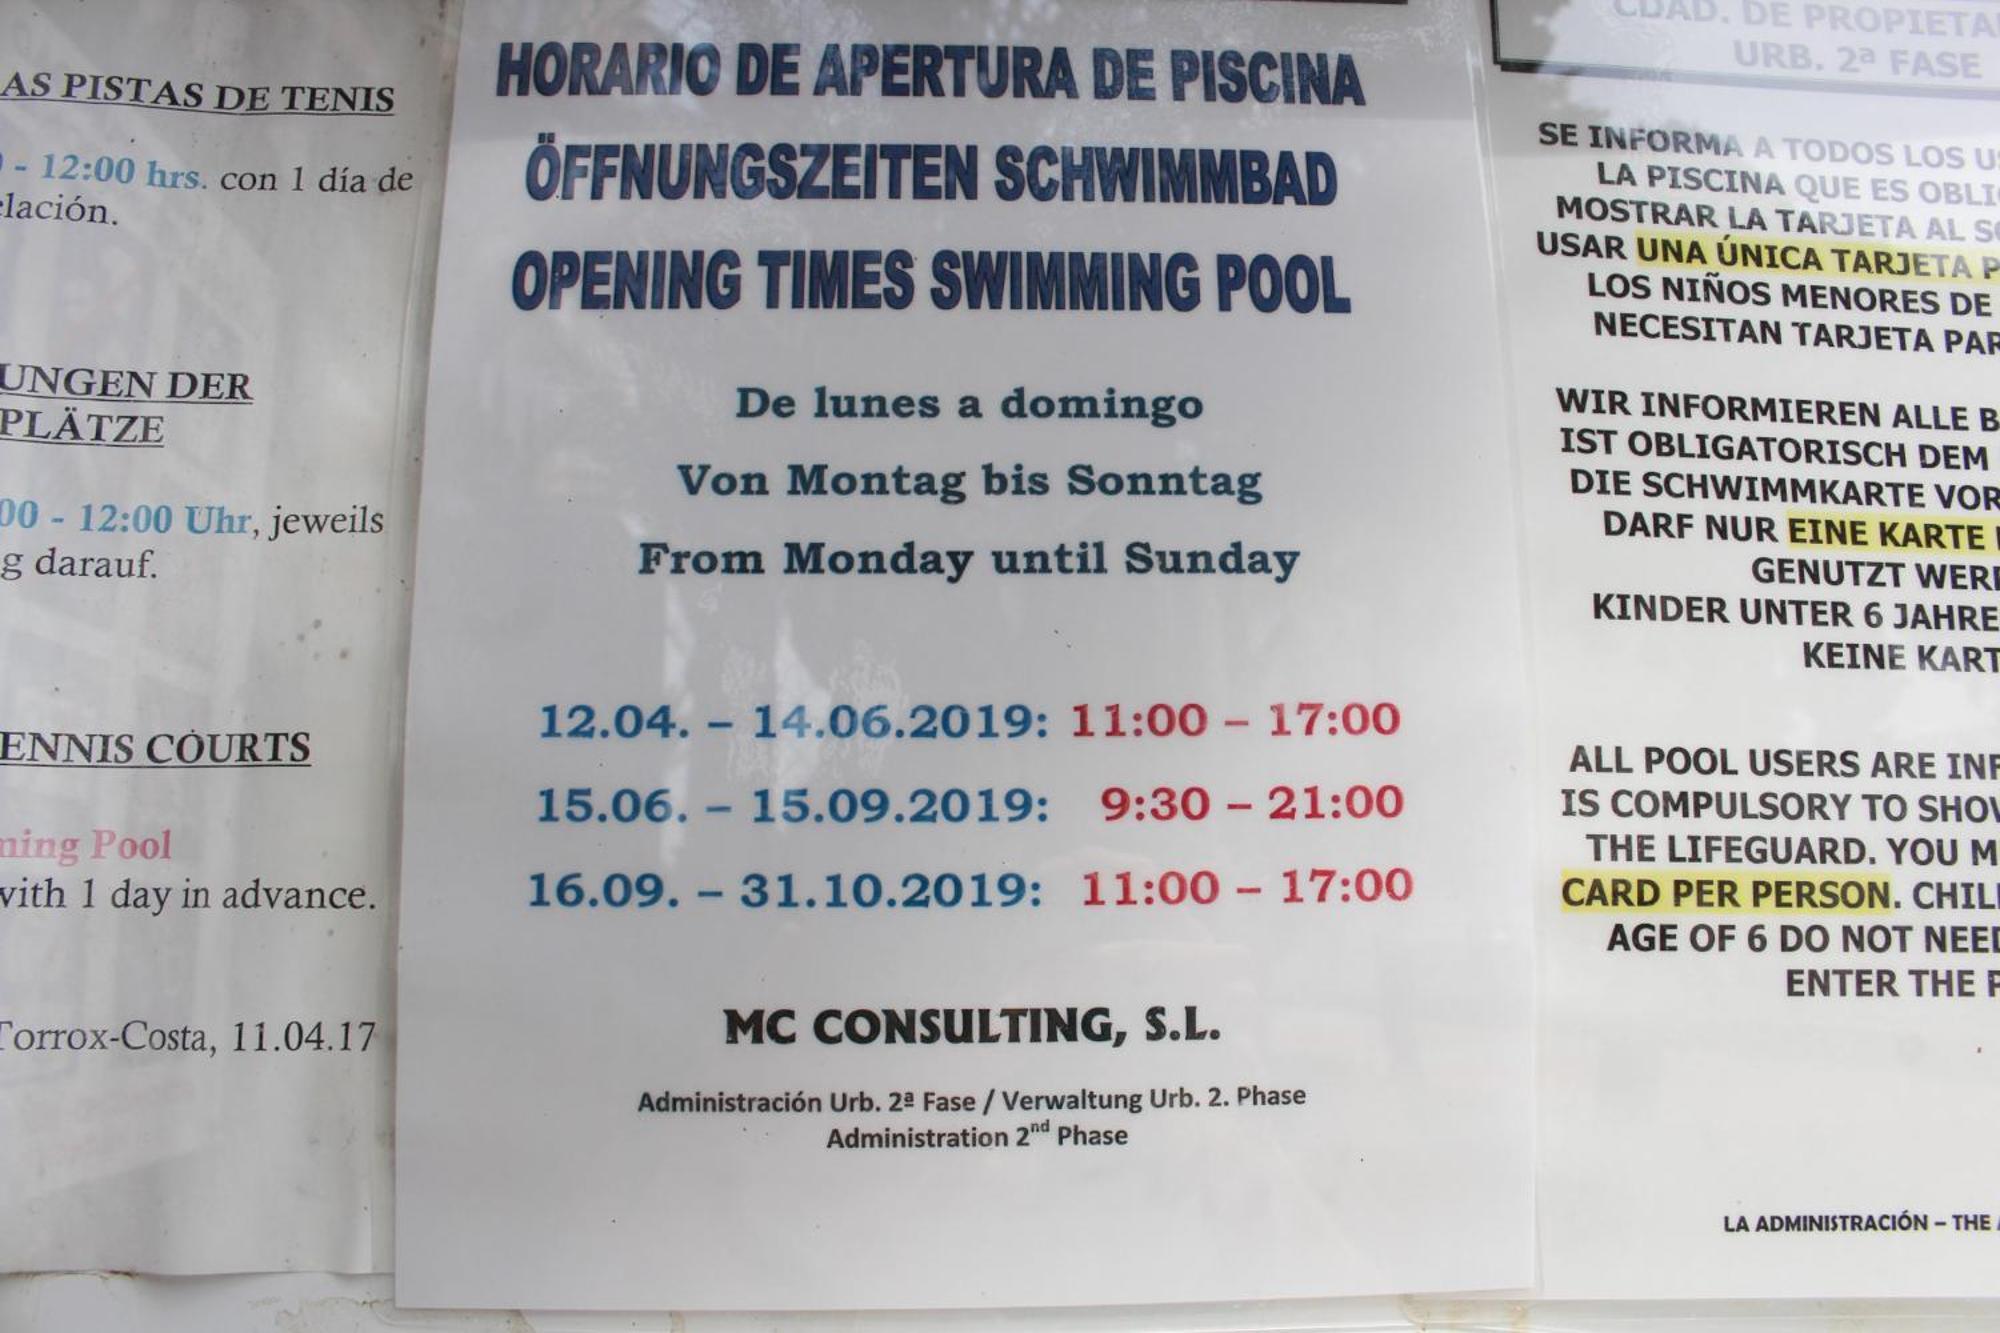 AS PISTAS DE TENIS
- 12:00 hrs. con 1 día de
UNGEN DER
PLÄTZE
00 - 12:00 Uhr, jeweils
g darauf.
ENNIS COURTS
Pool
with 1 day in advance.
Torrox-Costa, 11.04.17
HORARIO DE APERTURA DE PISCINA
ÖFFNUNGSZEITEN SCHWIMMBAD
OPENING TIMES SWIMMING POOL
De lunes a domingo
Von Montag bis Sonntag
From Monday until Sunday
12.04. – 14.06.2019: 11:00 – 17:00
15.06. – 15.09.2019: 9:30 – 21:00
16.09. – 31.10.2019: 11:00 – 17:00
MC CONSULTING, S.L.
Administración Urb. 2ª Fase / Verwaltung Urb. 2. Phase
Administration 2nd Phase
CDAD. DE PROPIETA
URB. 2ª FASE
SE INFORMA A TODOS LOS US
LA PISCINA QUE ES OBLI
MOSTRAR LA TARJETA AL SO
USAR UNA ÚNICA TARJETA P
LOS NIÑOS MENORES DE
NECESITAN TARJETA PAR
WIR INFORMIEREN ALLE B
IST OBLIGATORISCH DEM
DIE SCHWIMMKARTE VOR
DARF NUR EINE KARTE
GENUTZT WER
KINDER UNTER 6 JAHRE
KEINE KART
ALL POOL USERS ARE INF
IS COMPULSORY TO SHOW
THE LIFEGUARD. YOU M
CARD PER PERSON. CHIL
AGE OF 6 DO NOT NEED
ENTER THE P
LA ADMINISTRACIÓN – THE